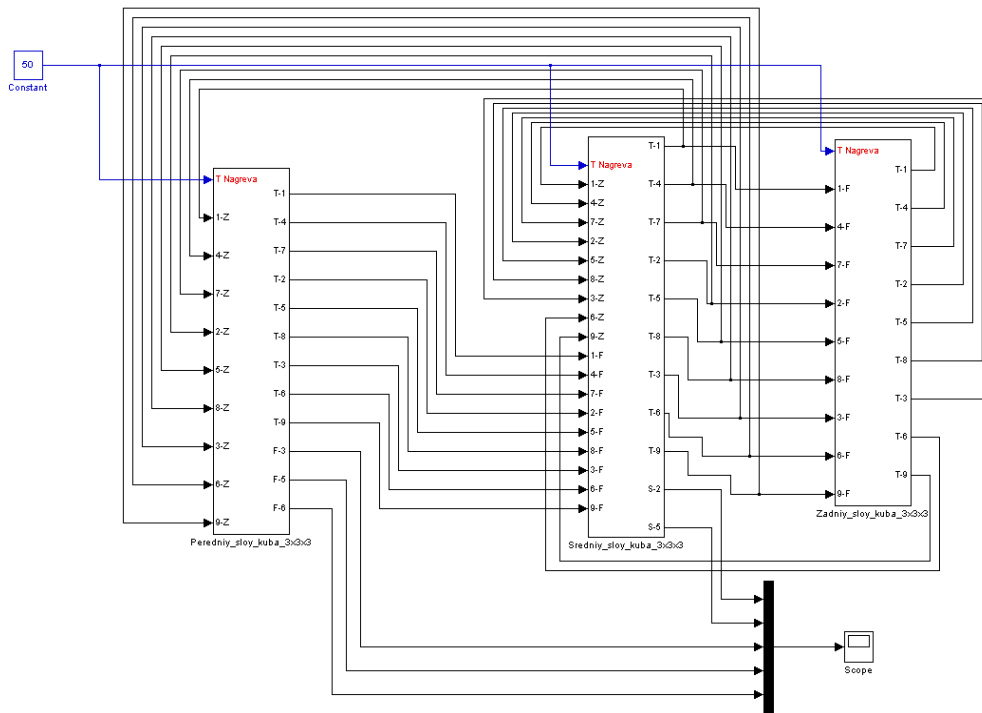 50
Constant
T Nagreva
1-Z
4-Z
7-Z
2-Z
5-Z
8-Z
3-Z
6-Z
9-Z
T-1
T-4
T-7
T-2
T-5
T-8
T-3
T-6
T-9
F-3
F-5
F-6
Peredniy_sloy_kuba_3x3x3
T Nagreva
1-Z
4-Z
7-Z
2-Z
5-Z
8-Z
3-Z
6-Z
9-Z
1-F
4-F
7-F
2-F
5-F
8-F
3-F
6-F
9-F
T-1
T-4
T-7
T-2
T-5
T-8
T-3
T-6
T-9
S-2
S-5
Sredniy_sloy_kuba_3x3x3
T Nagreva
1-F
4-F
7-F
2-F
5-F
8-F
3-F
6-F
9-F
T-1
T-4
T-7
T-2
T-5
T-8
T-3
T-6
T-9
Zadniy_sloy_kuba_3x3x3
Scope